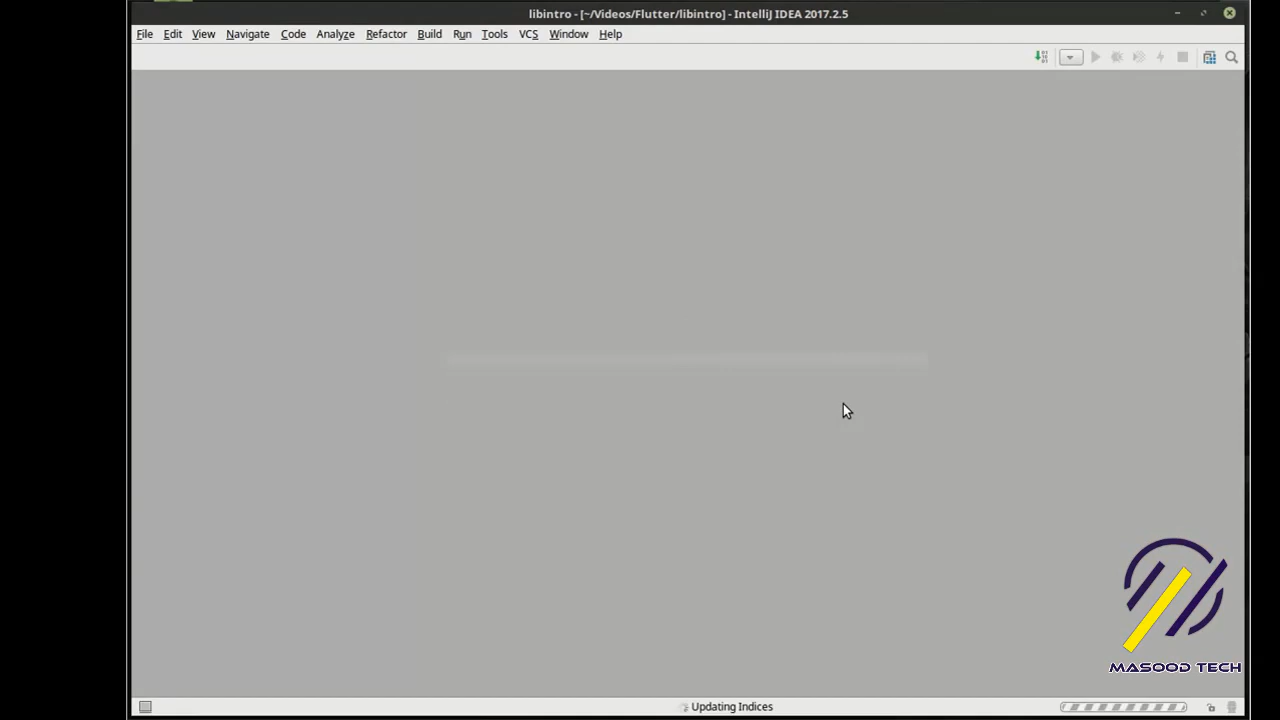 libintro - [~/Videos/Flutter/libintro] - IntelliJ IDEA 2017.2.5
File Edit View Navigate Code Analyze Refactor Build Run Tools VCS Window Help
MASOOD TECH
Updating Indices